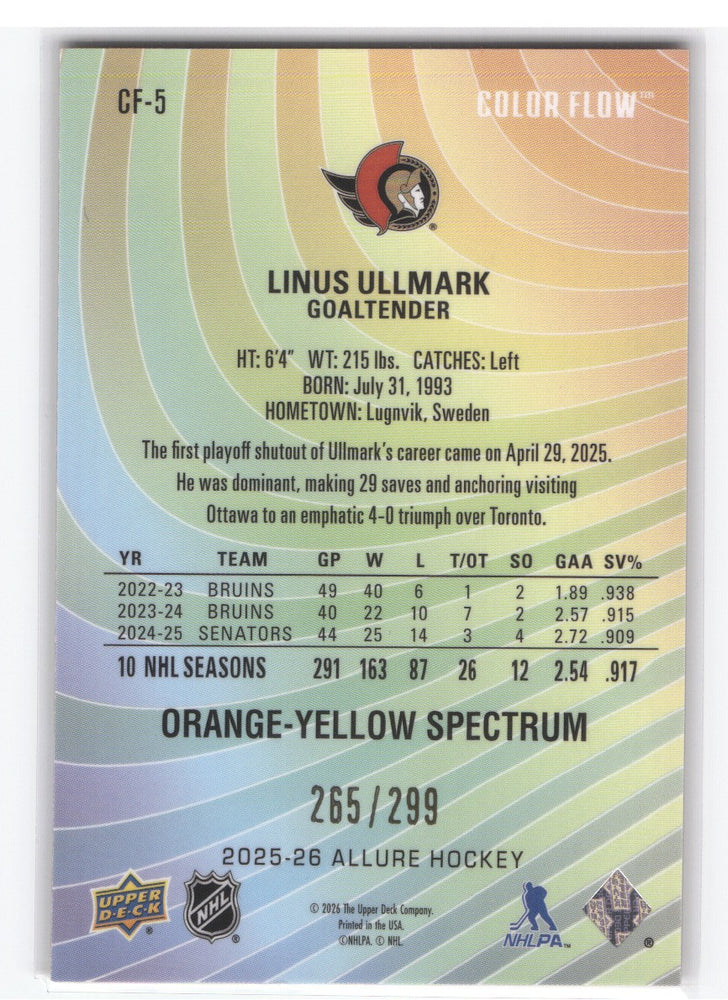 CF-5
COLOR FLOW™
®
LINUS ULLMARK
GOALTENDER
HT: 6'4" WT: 215 lbs. CATCHES: Left
BORN: July 31, 1993
HOMETOWN: Lugnvik, Sweden
The first playoff shutout of Ullmark's career came on April 29, 2025.
He was dominant, making 29 saves and anchoring visiting
Ottawa to an emphatic 4-0 triumph over Toronto.
YR TEAM GP W L T/OT SO GAA SV%
2022-23 BRUINS 49 40 6 1 2 1.89 .938
2023-24 BRUINS 40 22 10 7 2 2.57 .915
2024-25 SENATORS 44 25 14 3 4 2.72 .909
10 NHL SEASONS 291 163 87 26 12 2.54 .917
ORANGE-YELLOW SPECTRUM
265/299
2025-26 ALLURE HOCKEY
UPPER
D·E·C·K
®
NHL
®
© 2026 The Upper Deck Company.
Printed in the USA.
©NHLPA. © NHL.
NHLPA™
®